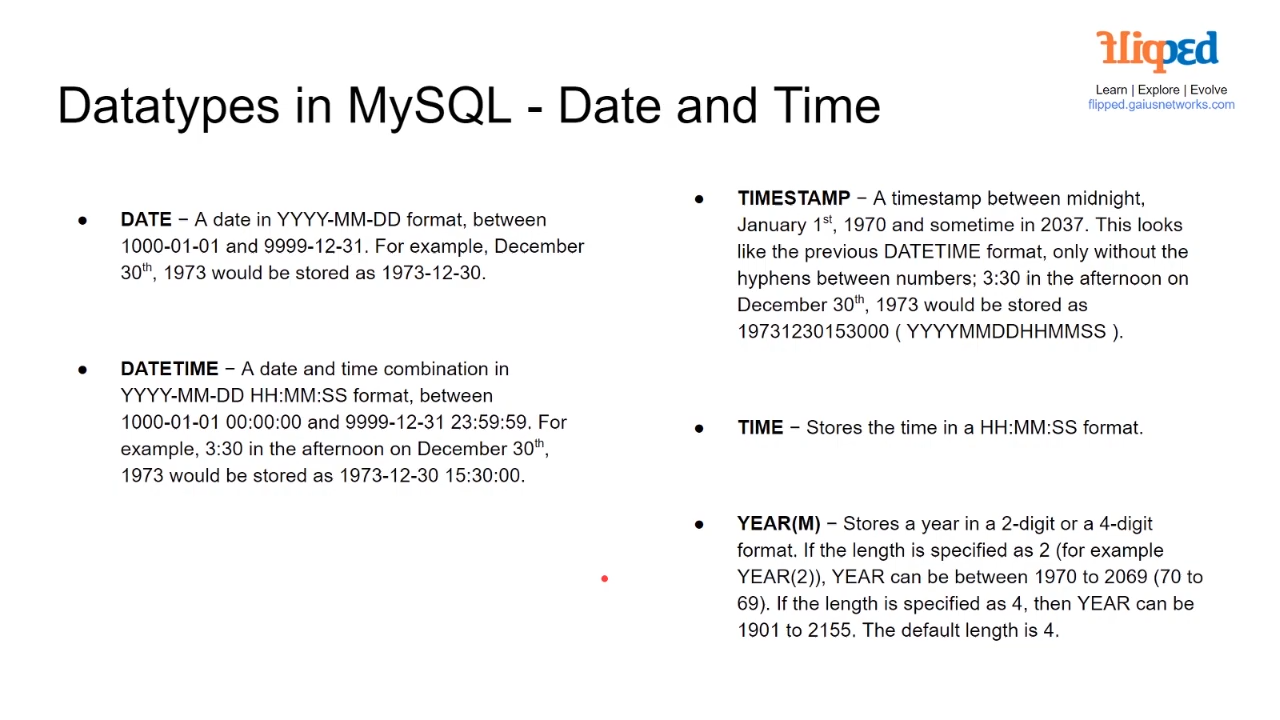 flipped
Learn | Explore | Evolve
flipped.gaiusnetworks.com
Datatypes in MySQL - Date and Time
● DATE − A date in YYYY-MM-DD format, between
1000-01-01 and 9999-12-31. For example, December
30th, 1973 would be stored as 1973-12-30.
● DATETIME − A date and time combination in
YYYY-MM-DD HH:MM:SS format, between
1000-01-01 00:00:00 and 9999-12-31 23:59:59. For
example, 3:30 in the afternoon on December 30th,
1973 would be stored as 1973-12-30 15:30:00.
● TIMESTAMP − A timestamp between midnight,
January 1st, 1970 and sometime in 2037. This looks
like the previous DATETIME format, only without the
hyphens between numbers; 3:30 in the afternoon on
December 30th, 1973 would be stored as
19731230153000 ( YYYYMMDDHHMMSS ).
● TIME − Stores the time in a HH:MM:SS format.
● YEAR(M) − Stores a year in a 2-digit or a 4-digit
format. If the length is specified as 2 (for example
YEAR(2)), YEAR can be between 1970 to 2069 (70 to
69). If the length is specified as 4, then YEAR can be
1901 to 2155. The default length is 4.